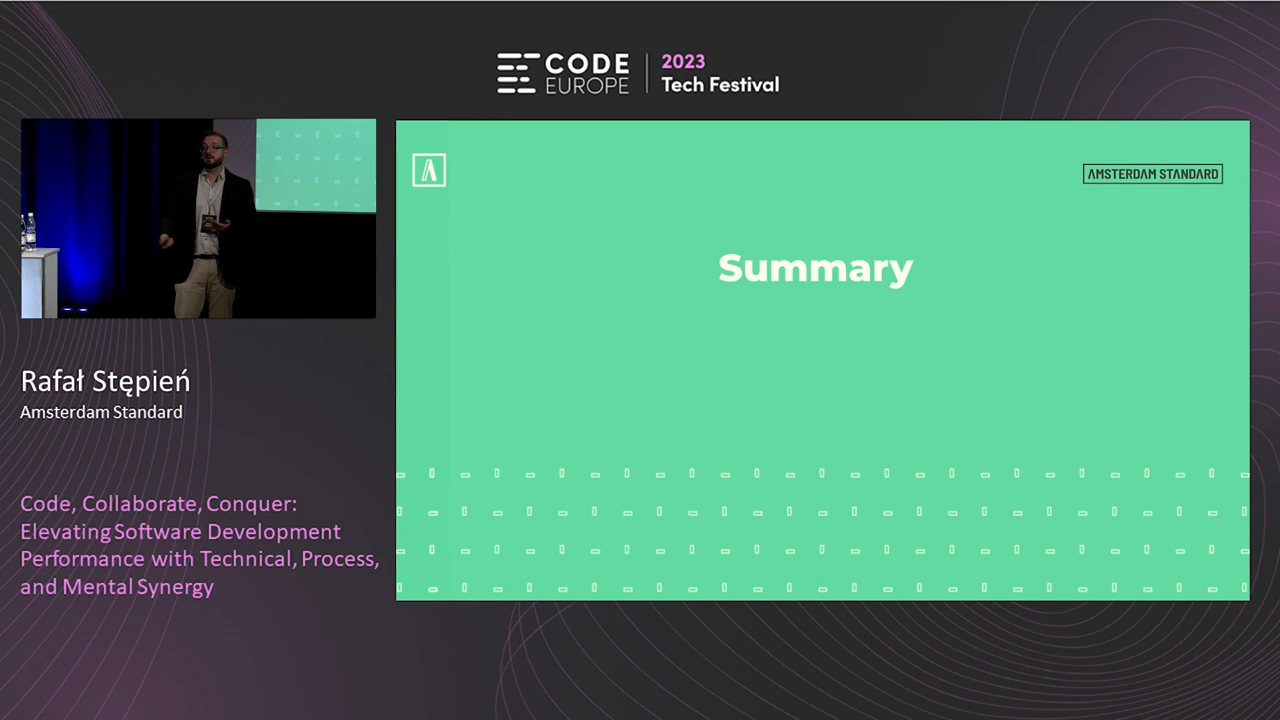 CODE
EUROPE
2023
Tech Festival
AMSTERDAM STANDARD
Summary
Rafał Stępień
Amsterdam Standard
Code, Collaborate, Conquer:
Elevating Software Development
Performance with Technical, Process,
and Mental Synergy